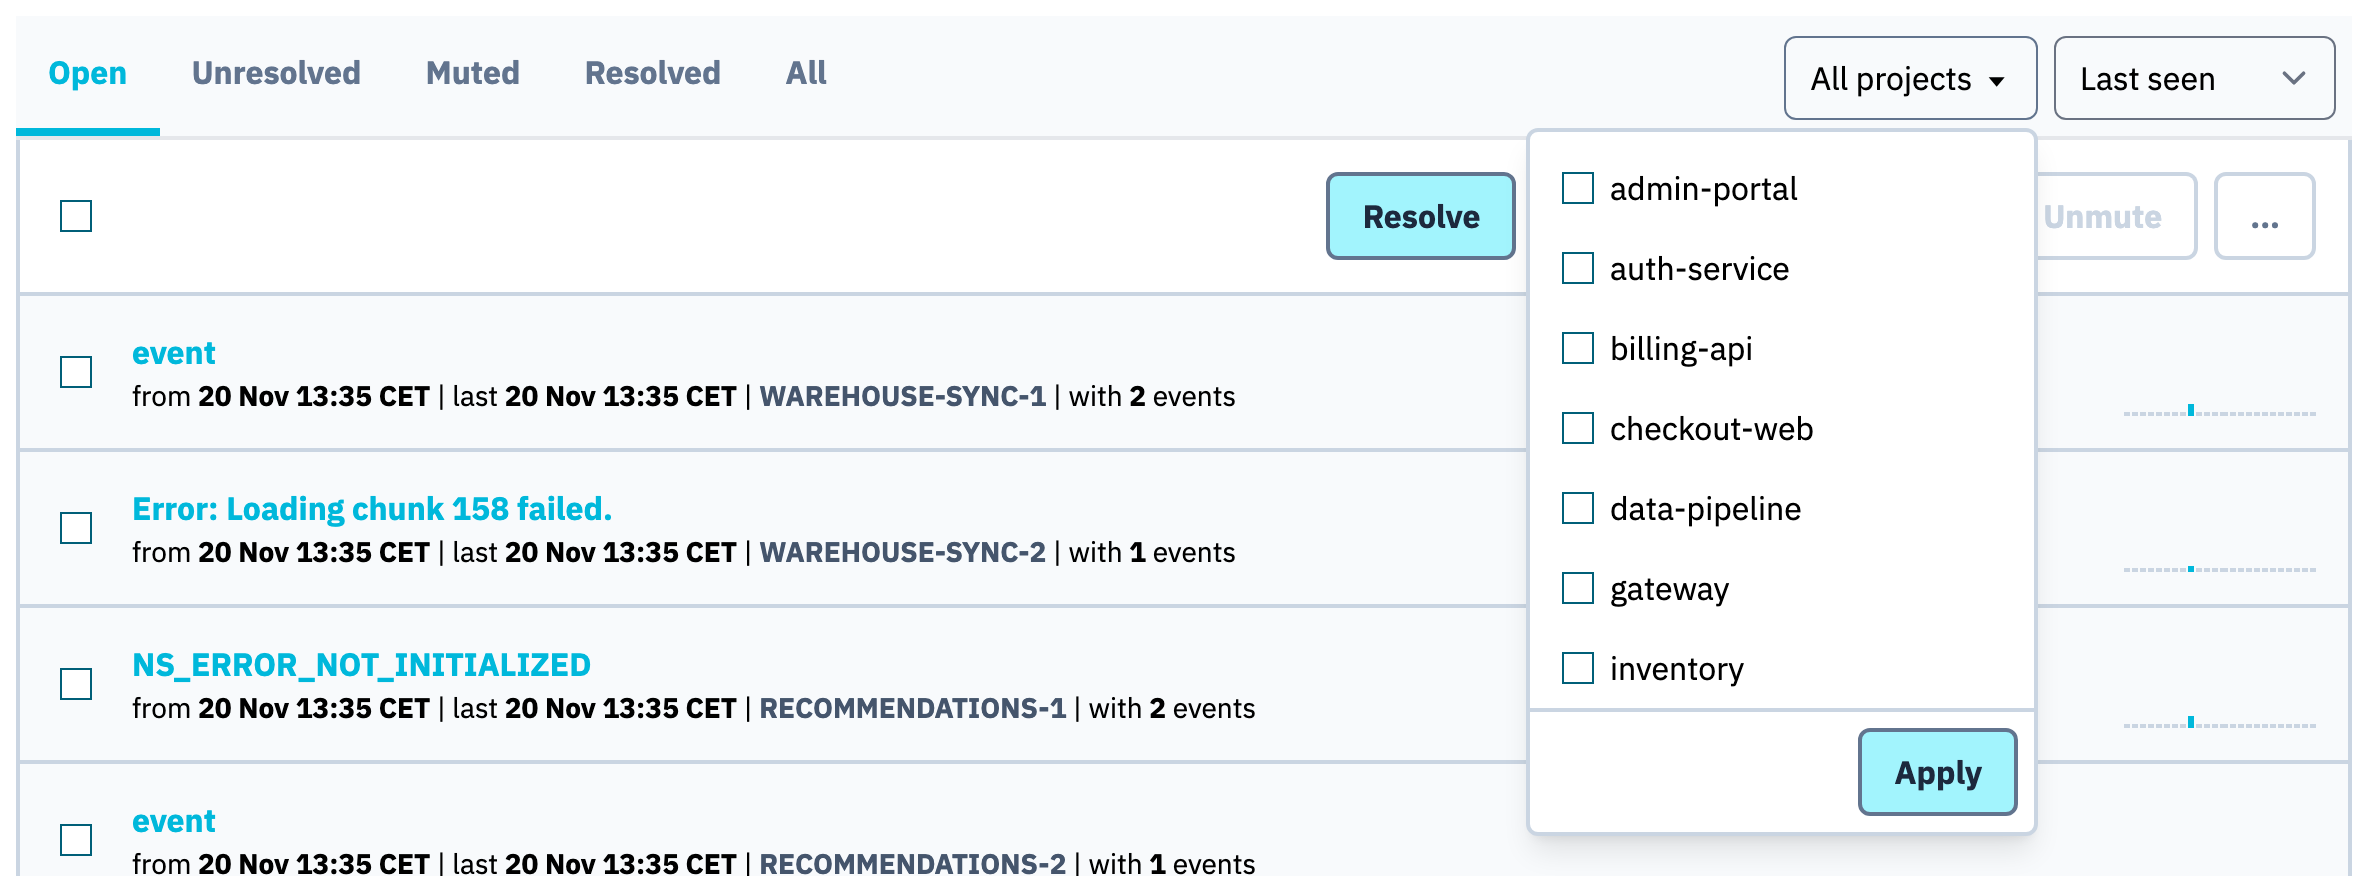 Open Unresolved Muted Resolved All All projects Last seen
Resolve Unmute ...
admin-portal
auth-service
billing-api
checkout-web
data-pipeline
gateway
inventory
Apply
event
from 20 Nov 13:35 CET | last 20 Nov 13:35 CET | WAREHOUSE-SYNC-1 | with 2 events
Error: Loading chunk 158 failed.
from 20 Nov 13:35 CET | last 20 Nov 13:35 CET | WAREHOUSE-SYNC-2 | with 1 events
NS_ERROR_NOT_INITIALIZED
from 20 Nov 13:35 CET | last 20 Nov 13:35 CET | RECOMMENDATIONS-1 | with 2 events
event
from 20 Nov 13:35 CET | last 20 Nov 13:35 CET | RECOMMENDATIONS-2 | with 1 events